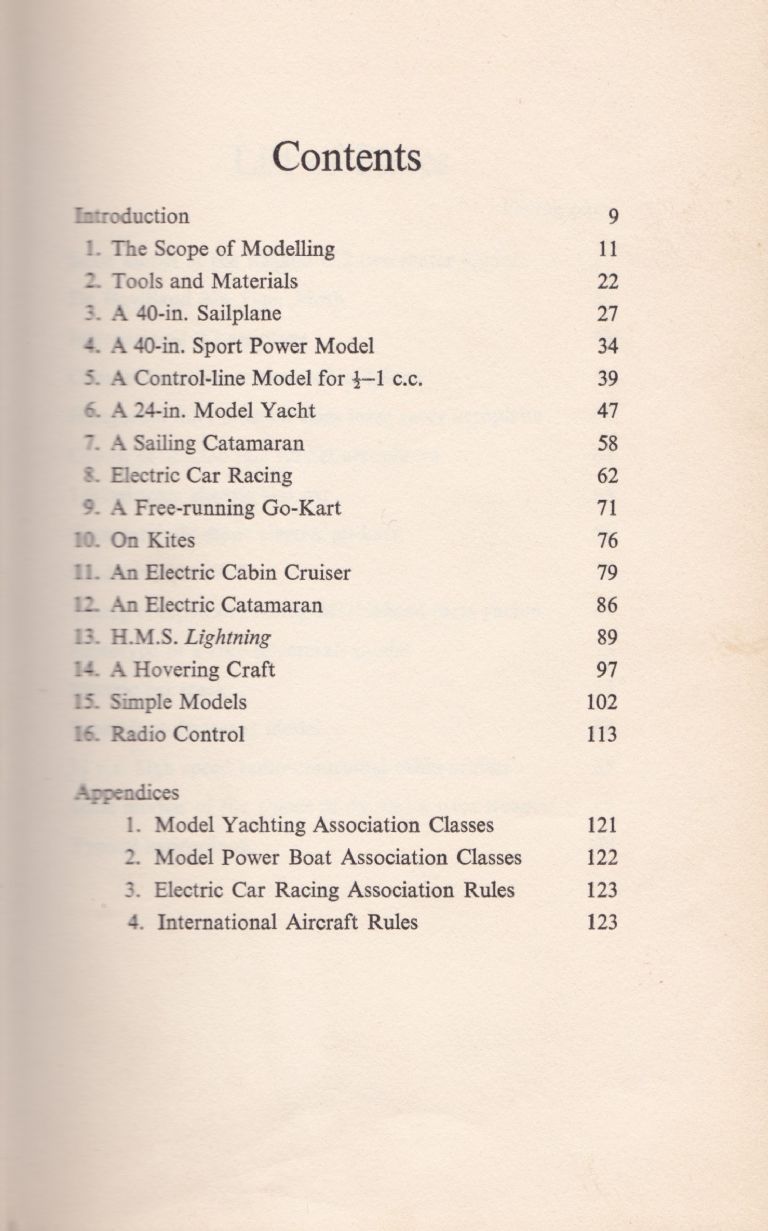 Contents
Introduction 9
1. The Scope of Modelling 11
2. Tools and Materials 22
3. A 40-in. Sailplane 27
4. A 40-in. Sport Power Model 34
5. A Control-line Model for ½–1 c.c. 39
6. A 24-in. Model Yacht 47
7. A Sailing Catamaran 58
8. Electric Car Racing 62
9. A Free-running Go-Kart 71
10. On Kites 76
11. An Electric Cabin Cruiser 79
12. An Electric Catamaran 86
13. H.M.S. Lightning 89
14. A Hovering Craft 97
15. Simple Models 102
16. Radio Control 113
Appendices
1. Model Yachting Association Classes 121
2. Model Power Boat Association Classes 122
3. Electric Car Racing Association Rules 123
4. International Aircraft Rules 123